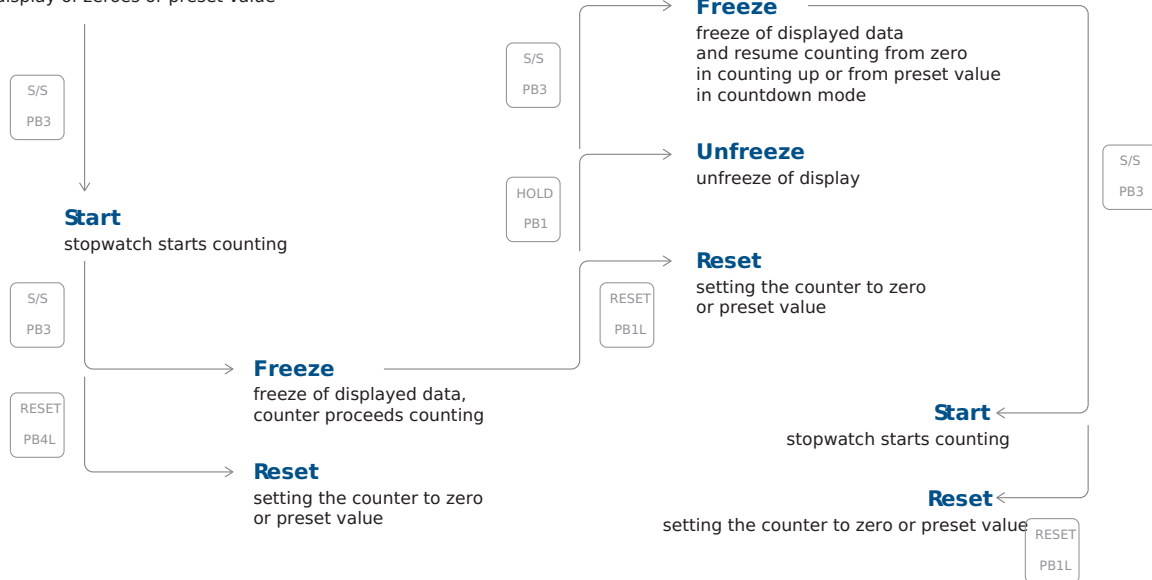 display of zeroes or preset value
S/S
PB3
Start
stopwatch starts counting
S/S
PB3
Freeze
freeze of displayed data,
counter proceeds counting
RESET
PB4L
Reset
setting the counter to zero
or preset value
S/S
PB3
Freeze
freeze of displayed data
and resume counting from zero
in counting up or from preset value
in countdown mode
HOLD
PB1
Unfreeze
unfreeze of display
RESET
PB1L
Reset
setting the counter to zero
or preset value
S/S
PB3
Start
stopwatch starts counting
Reset
setting the counter to zero or preset value
RESET
PB1L